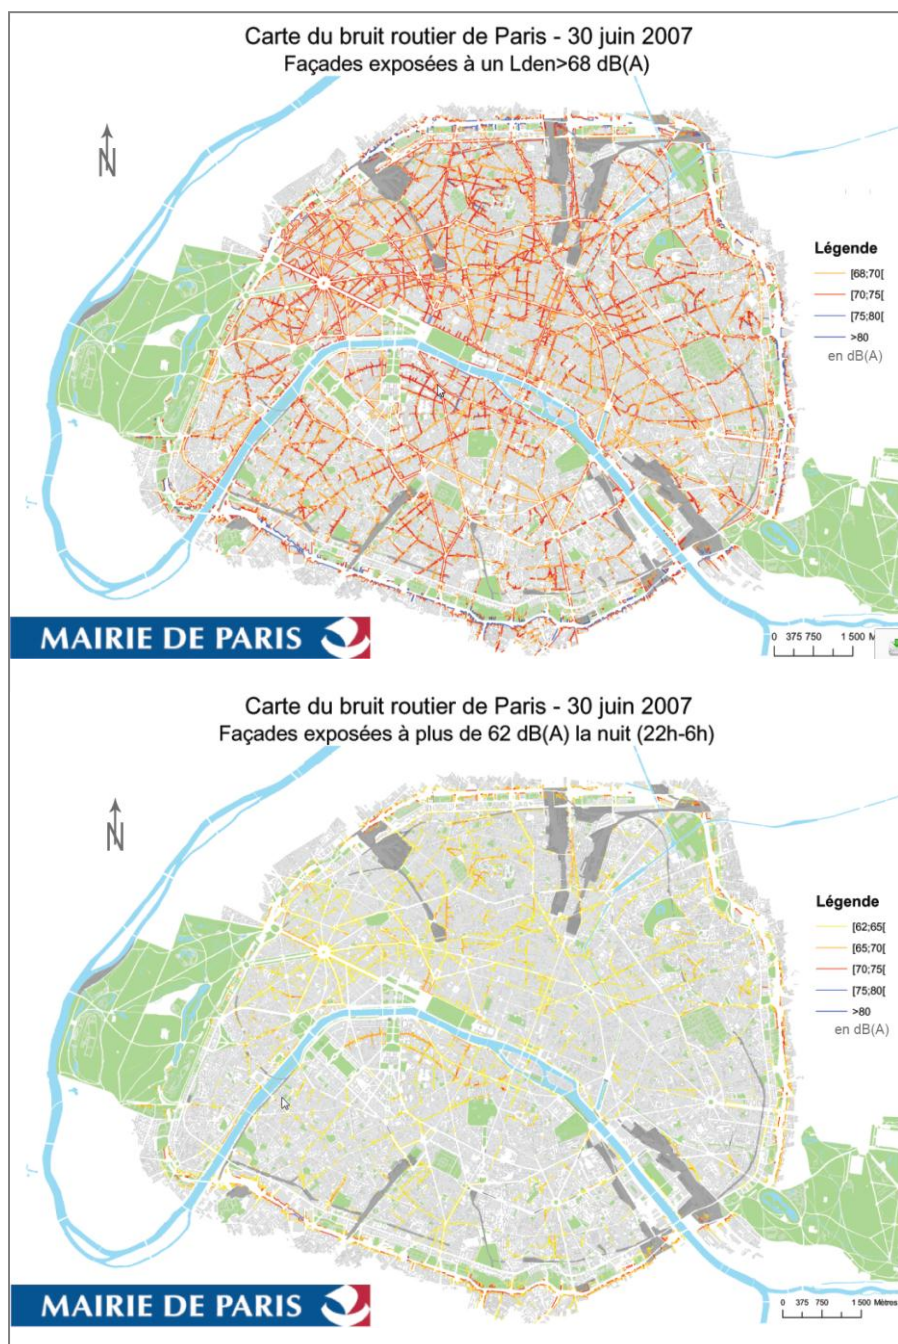 Carte du bruit routier de Paris - 30 juin 2007
Façades exposées à un Lden>68 dB(A)
N
Légende
[68;70[
[70;75[
[75;80[
>80
en dB(A)
MAIRIE DE PARIS
0 375 750 1 500 M
Carte du bruit routier de Paris - 30 juin 2007
Façades exposées à plus de 62 dB(A) la nuit (22h-6h)
N
Légende
[62;65[
[65;70[
[70;75[
[75;80[
>80
en dB(A)
MAIRIE DE PARIS
0 375 750 1 500 Mètres